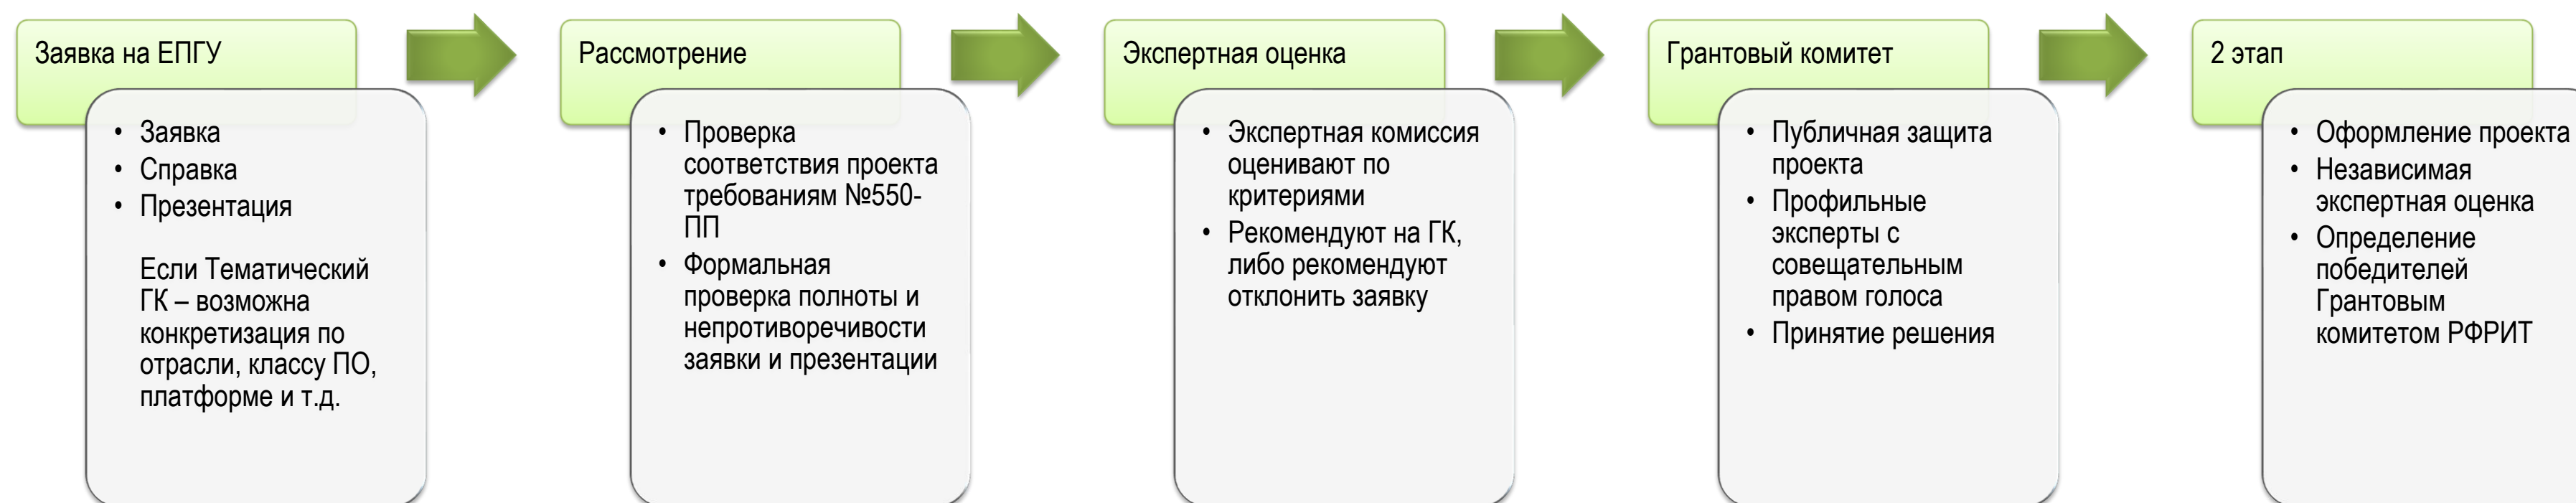 Заявка на ЕПГУ
• Заявка
• Справка
• Презентация
Если Тематический
ГК – возможна
конкретизация по
отрасли, классу ПО,
платформе и т.д.
Рассмотрение
• Проверка
соответствия проекта
требованиям №550-
ПП
• Формальная
проверка полноты и
непротиворечивости
заявки и презентации
Экспертная оценка
• Экспертная комиссия
оценивают по
критериями
• Рекомендуют на ГК,
либо рекомендуют
отклонить заявку
Грантовый комитет
• Публичная защита
проекта
• Профильные
эксперты с
совещательным
правом голоса
• Принятие решения
2 этап
• Оформление проекта
• Независимая
экспертная оценка
• Определение
победителей
Грантовым
комитетом РФРИТ